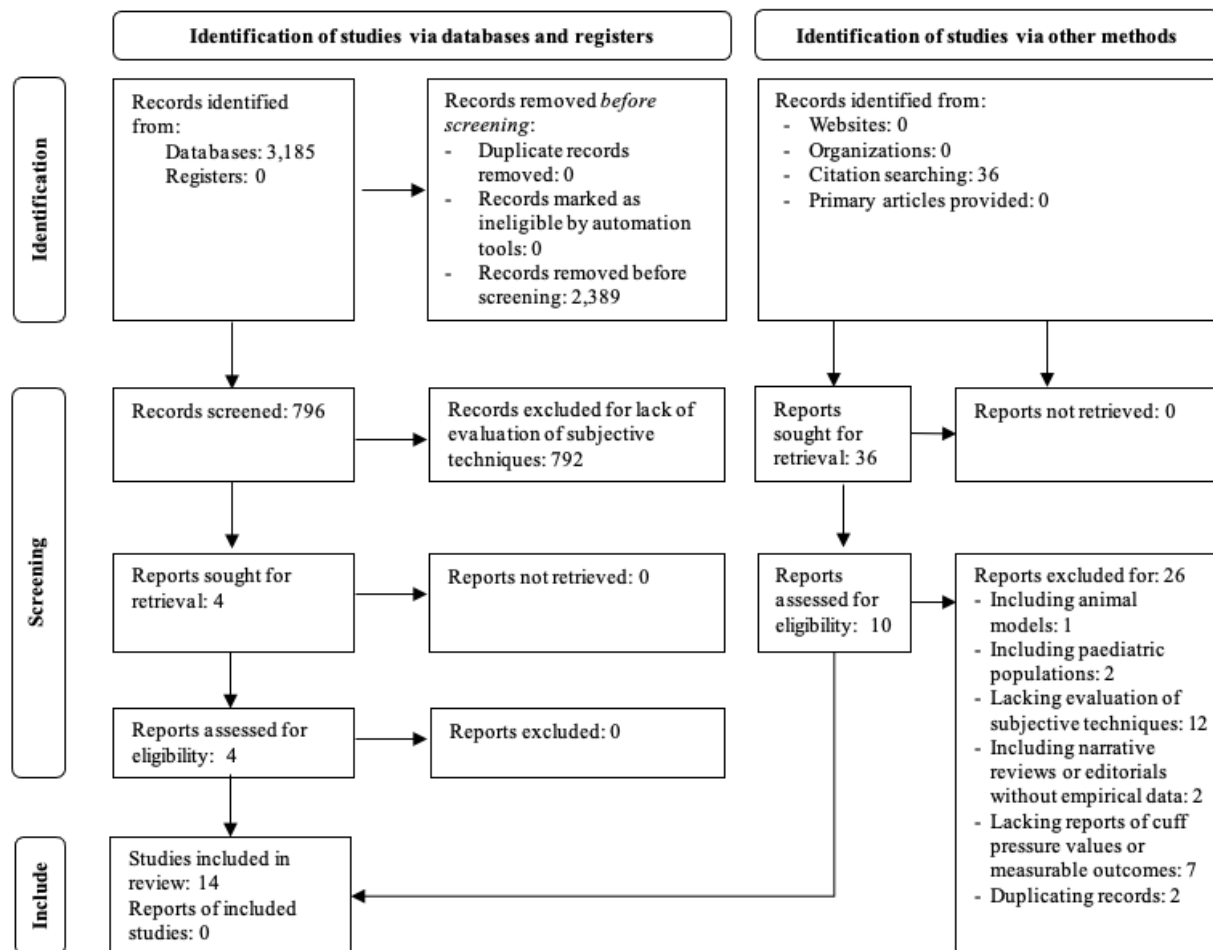 Identification of studies via databases and registers
Identification of studies via other methods
Identification
Records identified
from:
Databases: 3,185
Registers: 0
Records removed before
screening:
- Duplicate records
removed: 0
- Records marked as
ineligible by automation
tools: 0
- Records removed before
screening: 2,389
Records identified from:
- Websites: 0
- Organizations: 0
- Citation searching: 36
- Primary articles provided: 0
Screening
Records screened: 796
Records excluded for lack of
evaluation of subjective
techniques: 792
Reports
sought for
retrieval: 36
Reports not retrieved: 0
Reports sought for
retrieval: 4
Reports not retrieved: 0
Reports
assessed for
eligibility: 10
Reports excluded for: 26
- Including animal
models: 1
- Including paediatric
populations: 2
- Lacking evaluation of
subjective techniques: 12
- Including narrative
reviews or editorials
without empirical data: 2
- Lacking reports of cuff
pressure values or
measurable outcomes: 7
- Duplicating records: 2
Reports assessed for
eligibility: 4
Reports excluded: 0
Include
Studies included in
review: 14
Reports of included
studies: 0